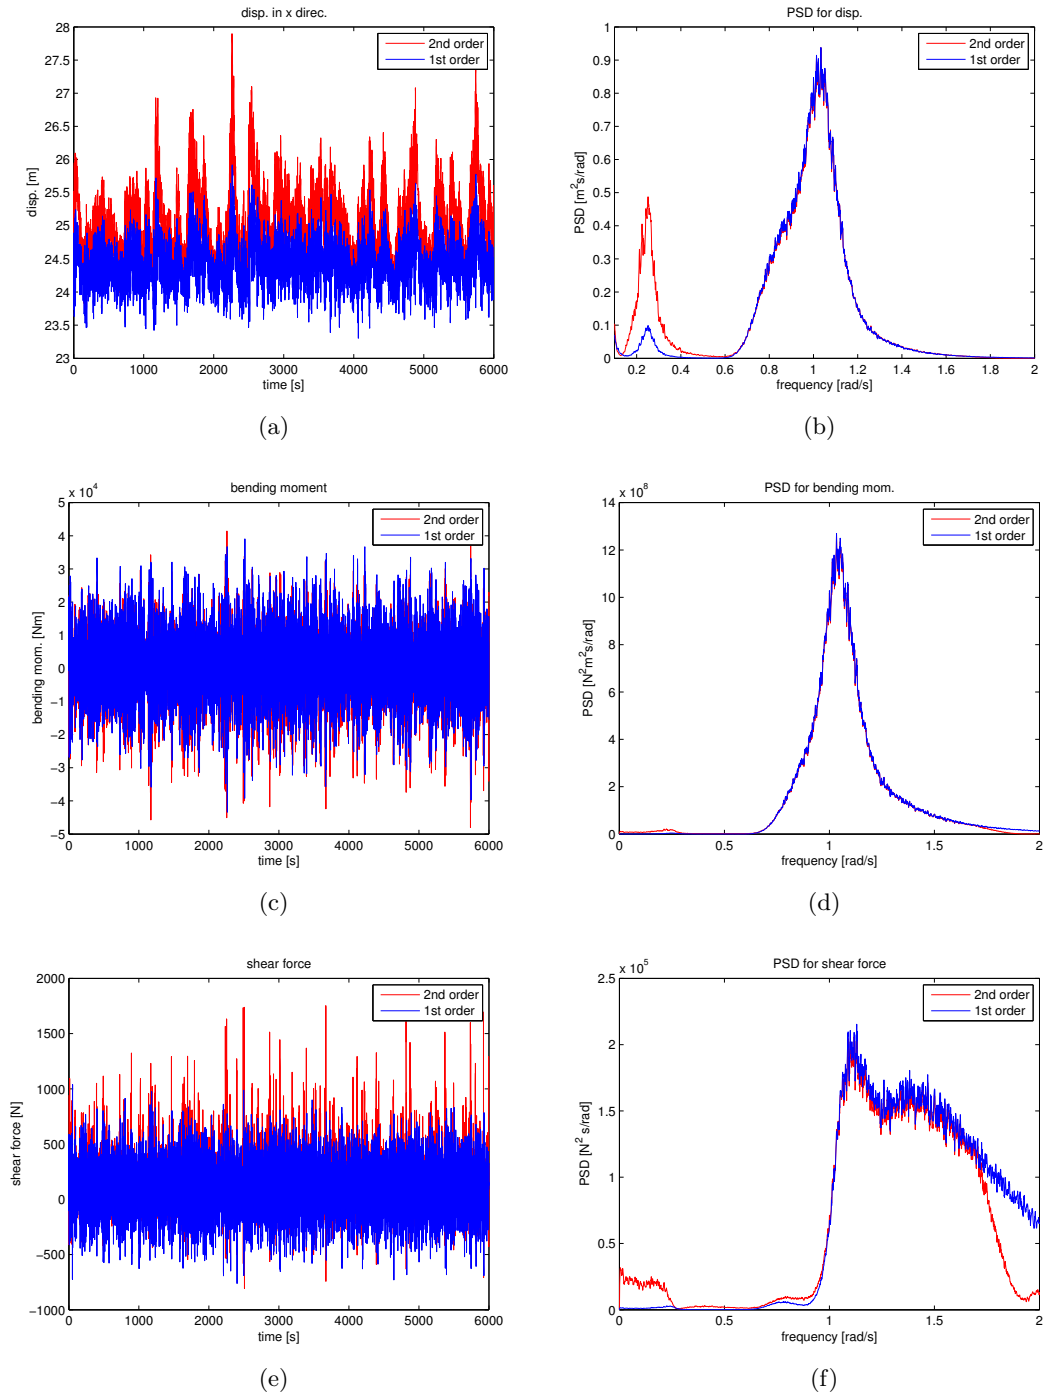 disp. in x direc.
28
27.5
27
26.5
26
25.5
25
24.5
24
23.5
23
disp. [m]
2nd order
1st order
0 1000 2000 3000 4000 5000 6000
time [s]
(a)
PSD for disp.
1
0.9
0.8
0.7
0.6
0.5
0.4
0.3
0.2
0.1
0
PSD [m²s/rad]
2nd order
1st order
0.2 0.4 0.6 0.8 1 1.2 1.4 1.6 1.8 2
frequency [rad/s]
(b)
bending moment
x 10⁴
5
4
3
2
1
0
−1
−2
−3
−4
−5
bending mom. [Nm]
2nd order
1st order
0 1000 2000 3000 4000 5000 6000
time [s]
(c)
PSD for bending mom.
x 10⁸
14
12
10
8
6
4
2
0
PSD [N²m²s/rad]
2nd order
1st order
0 0.5 1 1.5 2
frequency [rad/s]
(d)
shear force
2000
1500
1000
500
0
−500
−1000
shear force [N]
2nd order
1st order
0 1000 2000 3000 4000 5000 6000
time [s]
(e)
PSD for shear force
x 10⁵
2.5
2
1.5
1
0.5
0
PSD [N² s/rad]
2nd order
1st order
0 0.5 1 1.5 2
frequency [rad/s]
(f)